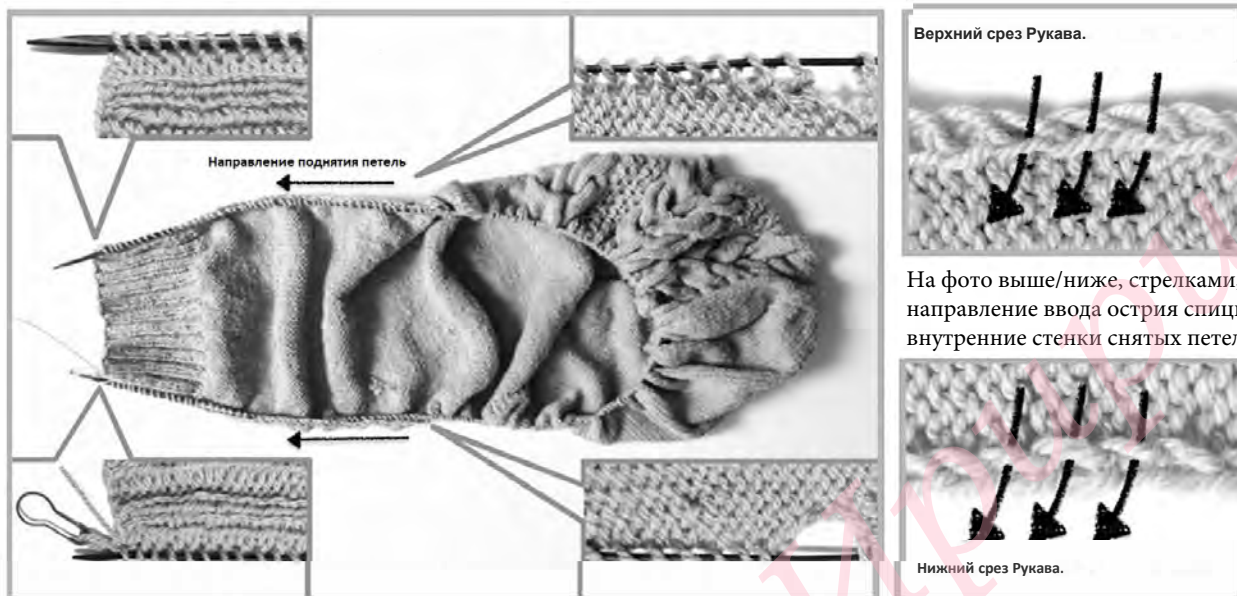 Направление поднятия петель
Верхний срез Рукава.
На фото выше/ниже, стрелками
направление ввода острия спицы
внутренние стенки снятых петел
Нижний срез Рукава.